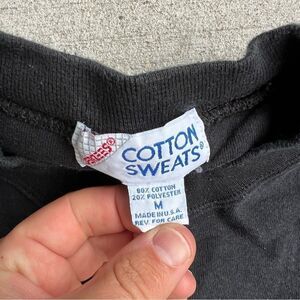 COTTON
SWEATS®
80% COTTON
20% POLYESTER
M
MADE IN U.S.A.
REV. FOR CARE